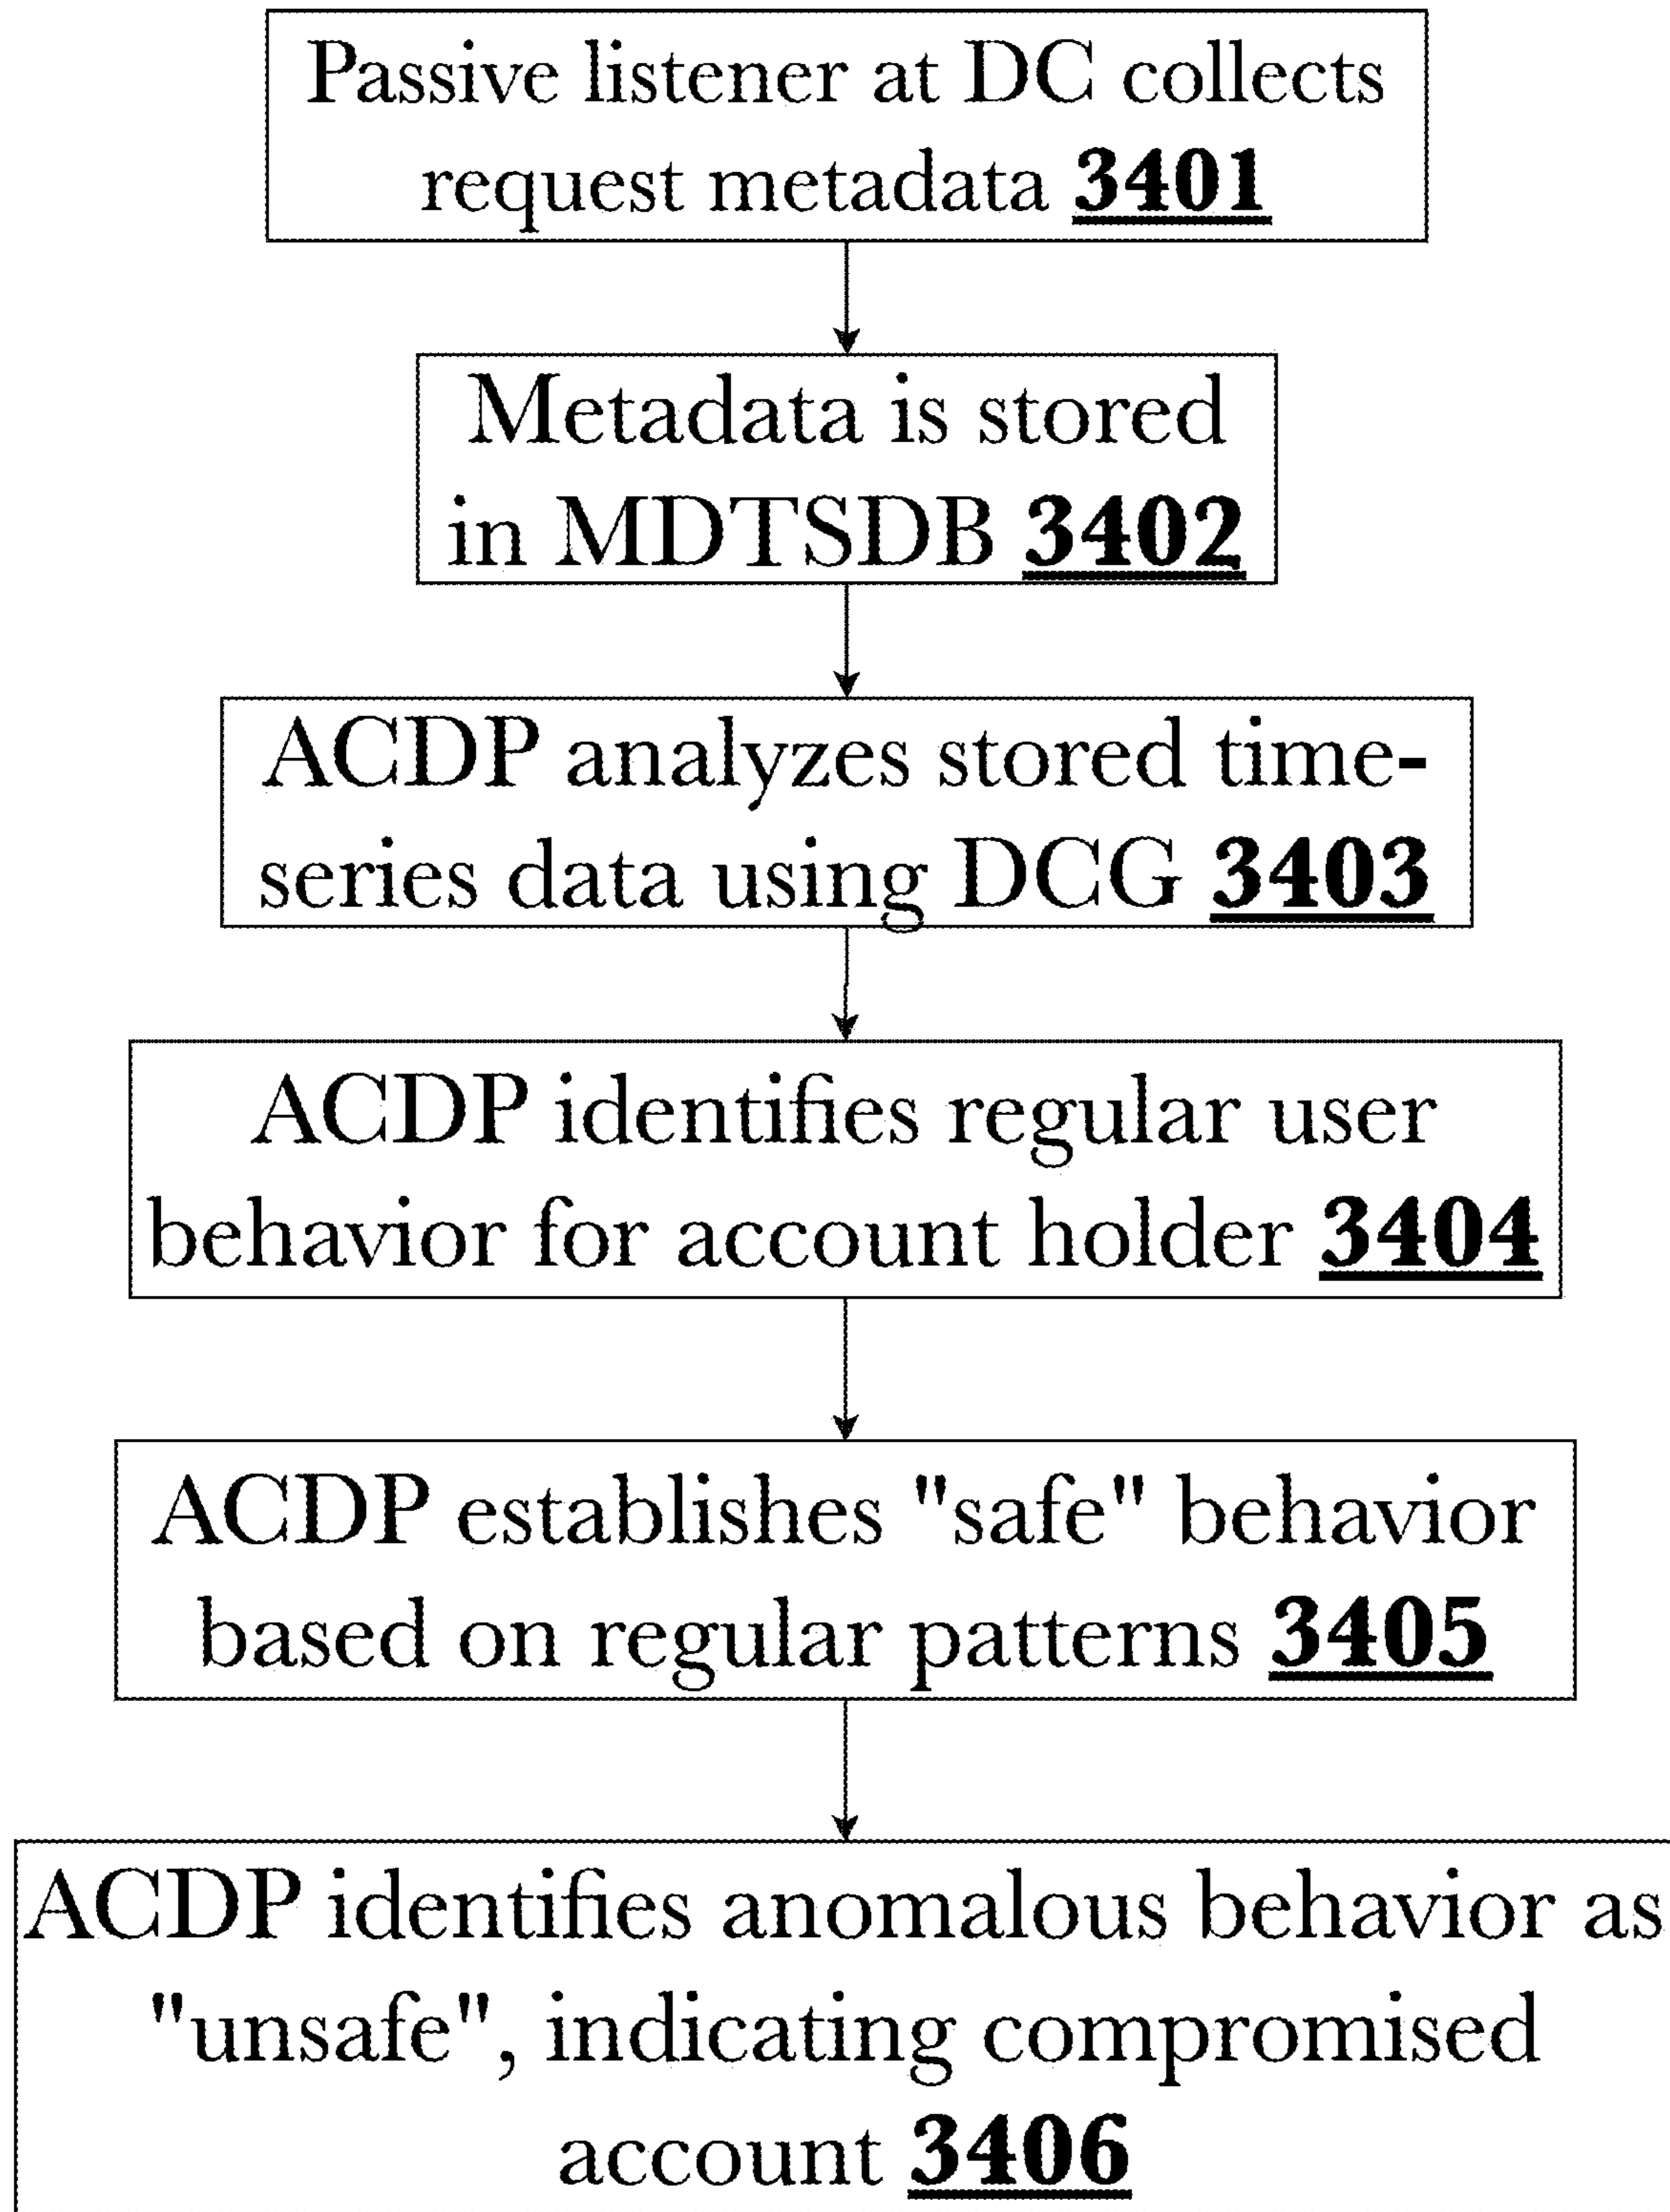 Passive listener at DC collects
request metadata 3401
Metadata is stored
in MDTSDB 3402
ACDP analyzes stored time-
series data using DCG 3403
ACDP identifies regular user
behavior for account holder 3404
ACDP establishes "safe" behavior
based on regular patterns 3405
ACDP identifies anomalous behavior as
"unsafe", indicating compromised
account 3406